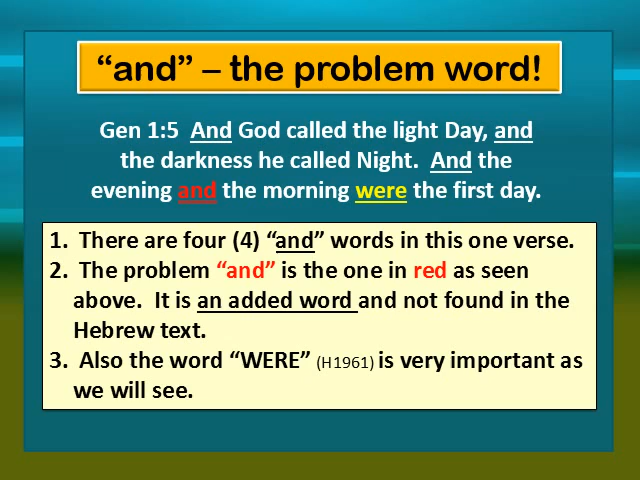 “and” – the problem word!
Gen 1:5  And God called the light Day, and
the darkness he called Night.  And the
evening and the morning were the first day.
1.  There are four (4) “and” words in this one verse.
2.  The problem “and” is the one in red as seen
above.  It is an added word and not found in the
Hebrew text.
3.  Also the word “WERE” (H1961) is very important as
we will see.